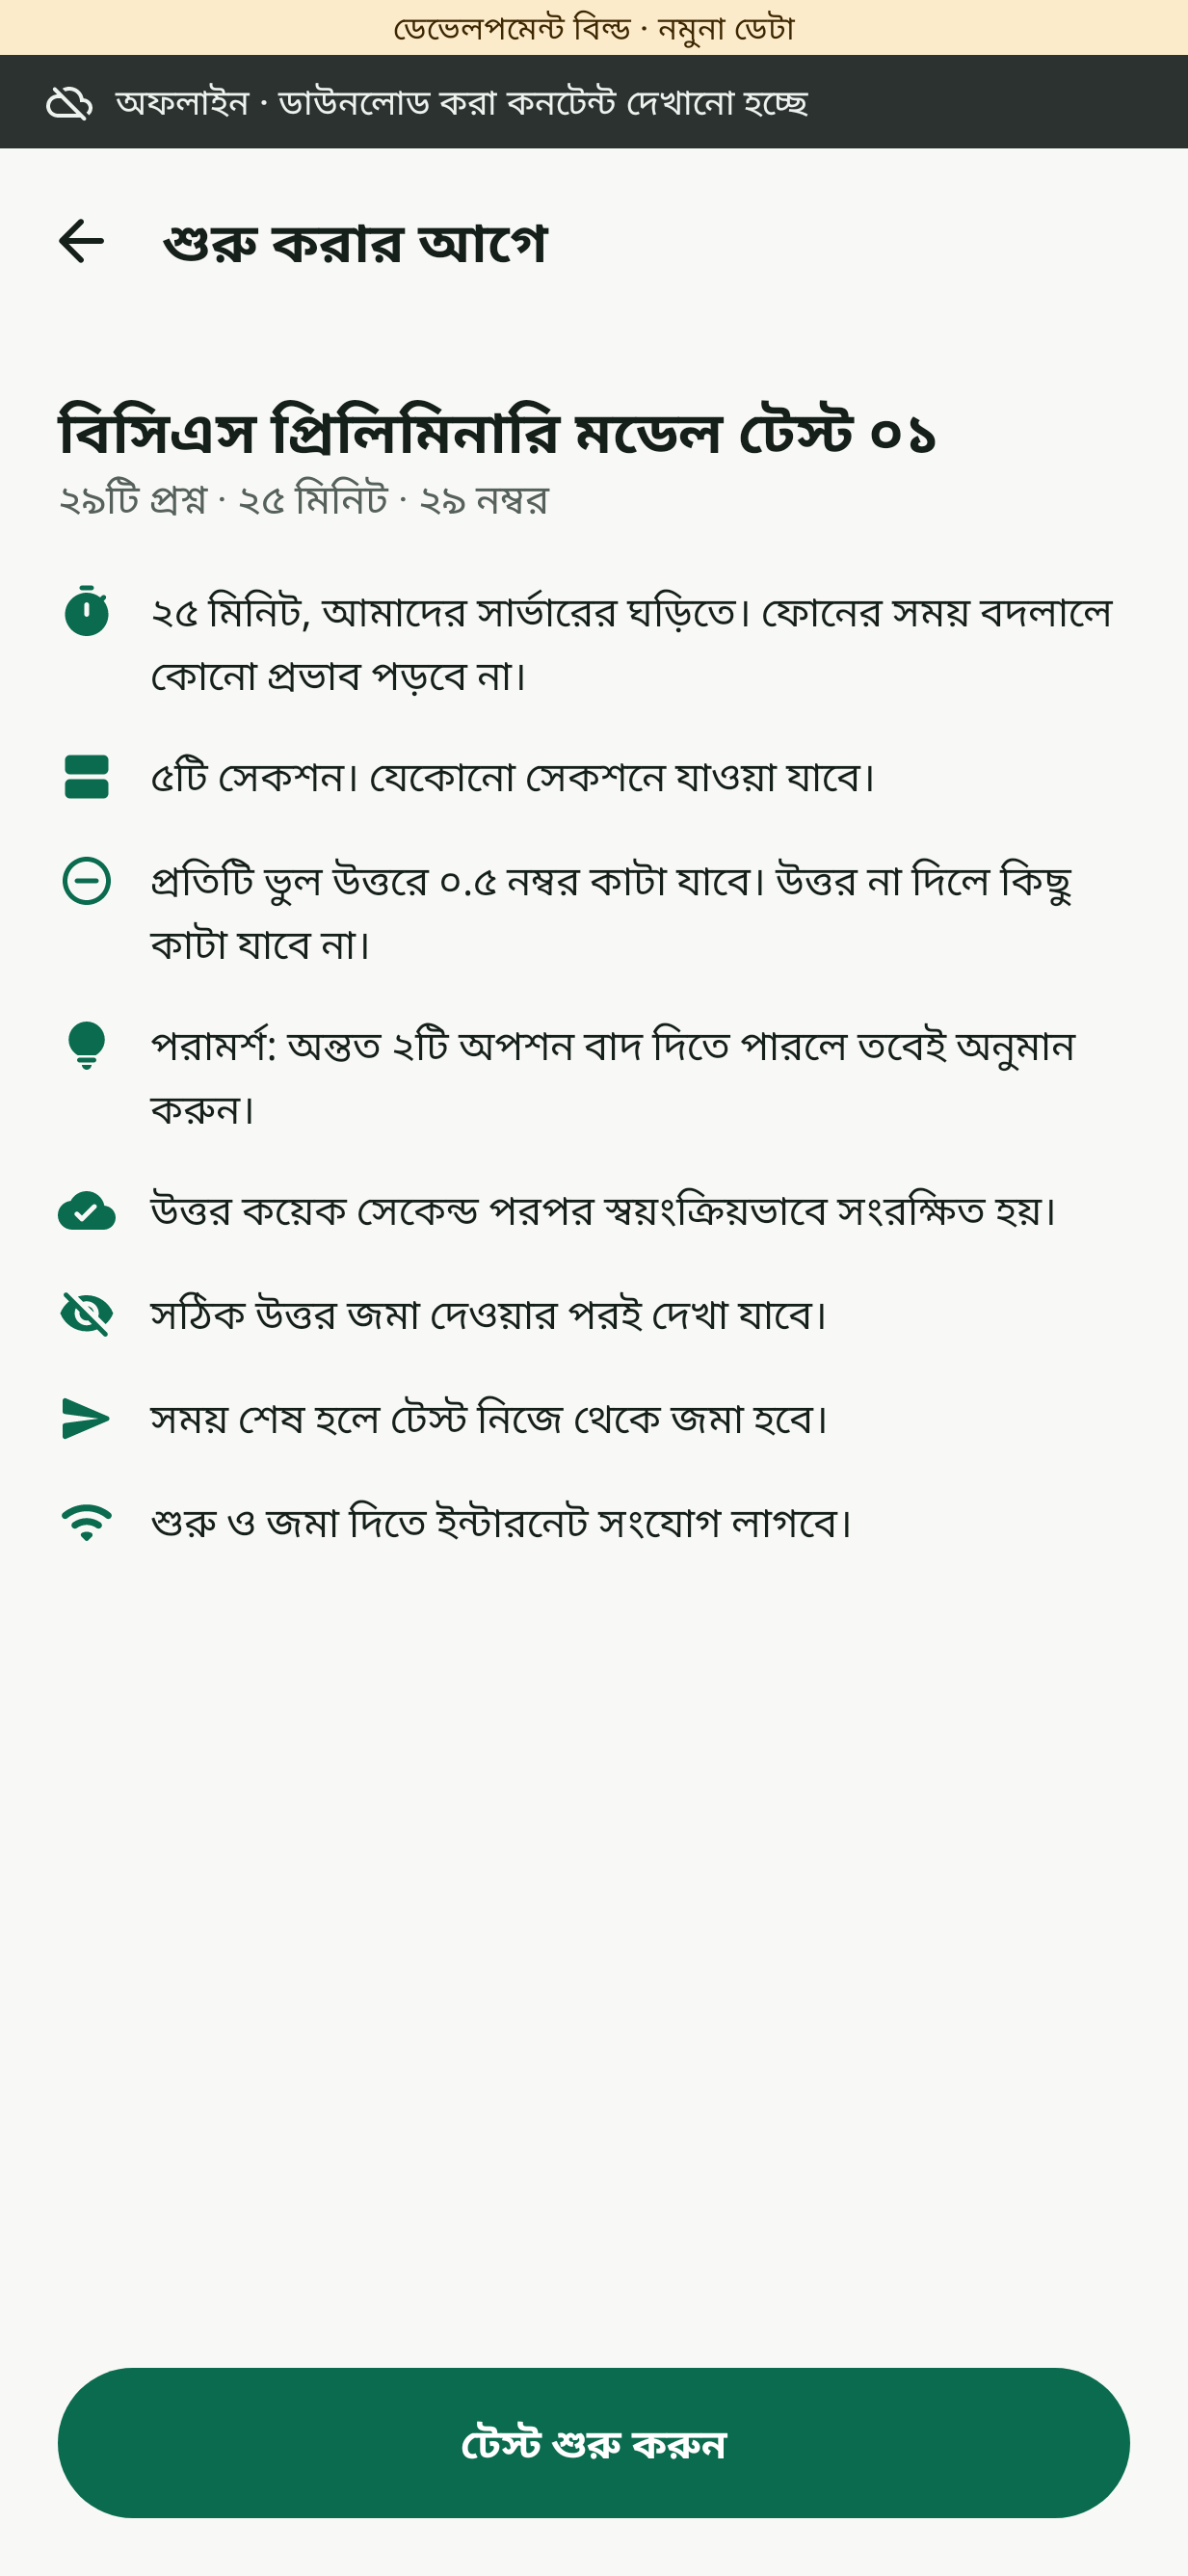 ডেভেলপমেন্ট বিল্ড · নমুনা ডেটা
অফলাইন · ডাউনলোড করা কনটেন্ট দেখানো হচ্ছে
শুরু করার আগে
বিসিএস প্রিলিমিনারি মডেল টেস্ট ০১
২৯টি প্রশ্ন · ২৫ মিনিট · ২৯ নম্বর
২৫ মিনিট, আমাদের সার্ভারের ঘড়িতে। ফোনের সময় বদলালে
কোনো প্রভাব পড়বে না।
৫টি সেকশন। যেকোনো সেকশনে যাওয়া যাবে।
প্রতিটি ভুল উত্তরে ০.৫ নম্বর কাটা যাবে। উত্তর না দিলে কিছু
কাটা যাবে না।
পরামর্শ: অন্তত ২টি অপশন বাদ দিতে পারলে তবেই অনুমান
করুন।
উত্তর কয়েক সেকেন্ড পরপর স্বয়ংক্রিয়ভাবে সংরক্ষিত হয়।
সঠিক উত্তর জমা দেওয়ার পরই দেখা যাবে।
সময় শেষ হলে টেস্ট নিজে থেকে জমা হবে।
শুরু ও জমা দিতে ইন্টারনেট সংযোগ লাগবে।
টেস্ট শুরু করুন